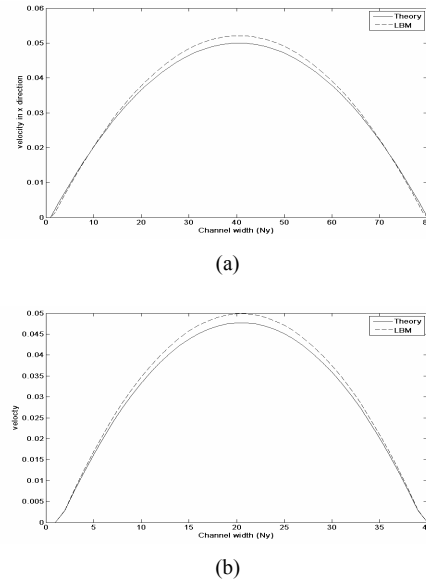 0.06
Theory
LBM
0.05
0.04
0.03
0.02
0.01
0
velocity in x direction
0 10 20 30 40 50 60 70 80
Channel width (Ny)
(a)
0.05
Theory
LBM
0.045
0.04
0.035
0.03
0.025
0.02
0.015
0.01
0.005
0
velocity
0 5 10 15 20 25 30 35 40
Channel width (Ny)
(b)